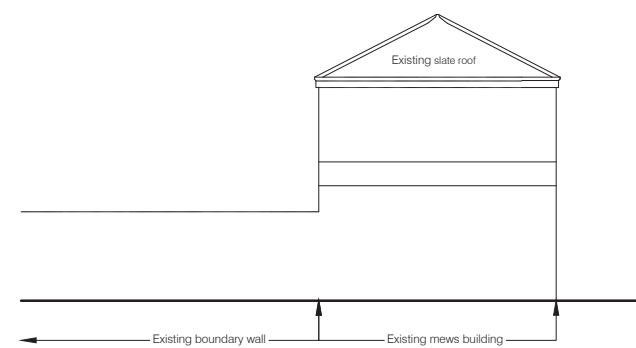 Existing slate roof
Existing boundary wall
Existing mews building